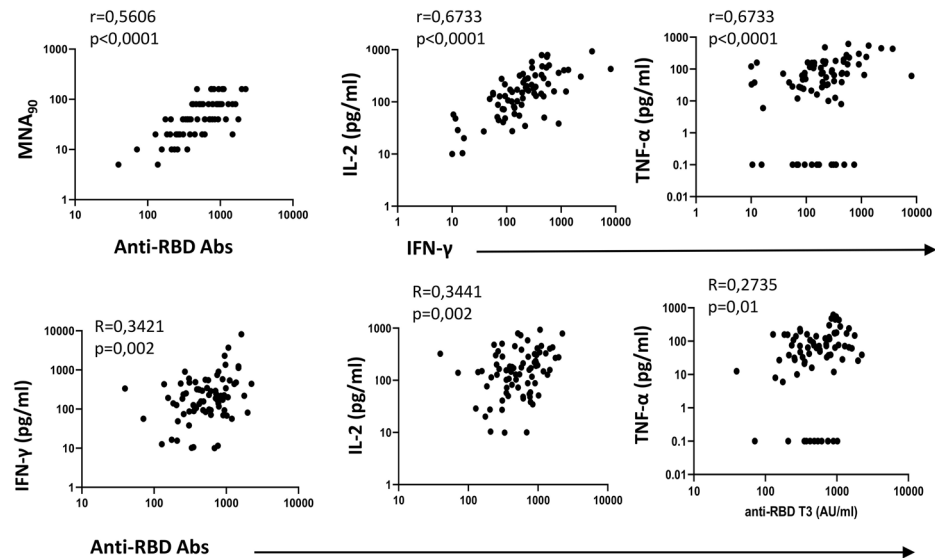 r=0,5606
p<0,0001
MNA90
1000
100
10
1
10
100
1000
10000
Anti-RBD Abs
r=0,6733
p<0,0001
IL-2 (pg/ml)
1000
100
10
1
1
10
100
1000
10000
r=0,6733
p<0,0001
TNF-α (pg/ml)
1000
100
10
1
0.1
0.01
1
10
100
1000
10000
IFN-γ
R=0,3421
p=0,002
IFN-γ (pg/ml)
10000
1000
100
10
1
10
100
1000
10000
R=0,3441
p=0,002
IL-2 (pg/ml)
1000
100
10
1
10
100
1000
10000
R=0,2735
p=0,01
TNF-α (pg/ml)
1000
100
10
1
0.1
0.01
10
100
1000
10000
anti-RBD T3 (AU/ml)
Anti-RBD Abs